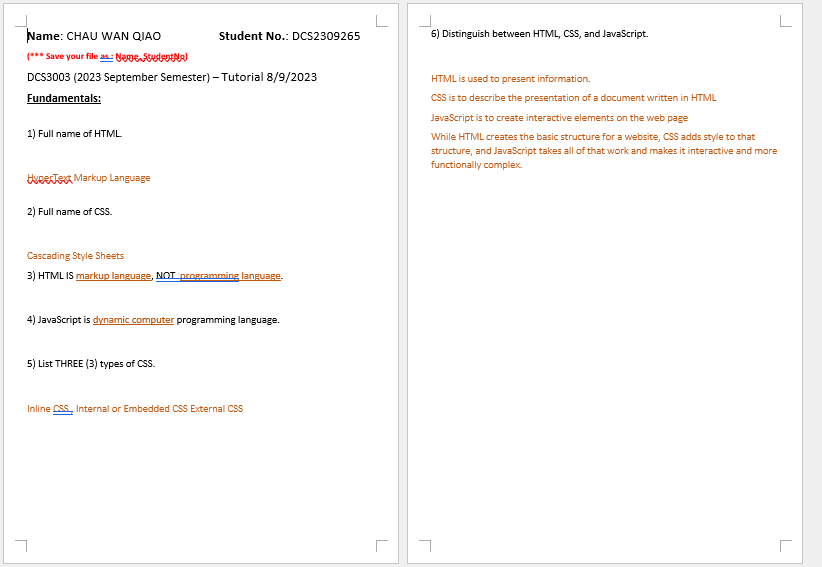 Name: CHAU WAN QIAO Student No.: DCS2309265
(*** Save your file as : Name_StudentNo)
DCS3003 (2023 September Semester) – Tutorial 8/9/2023
Fundamentals:
1) Full name of HTML.
HyperText Markup Language
2) Full name of CSS.
Cascading Style Sheets
3) HTML IS markup language, NOT programming language.
4) JavaScript is dynamic computer programming language.
5) List THREE (3) types of CSS.
Inline CSS, Internal or Embedded CSS External CSS
6) Distinguish between HTML, CSS, and JavaScript.
HTML is used to present information.
CSS is to describe the presentation of a document written in HTML
JavaScript is to create interactive elements on the web page
While HTML creates the basic structure for a website, CSS adds style to that
structure, and JavaScript takes all of that work and makes it interactive and more
functionally complex.